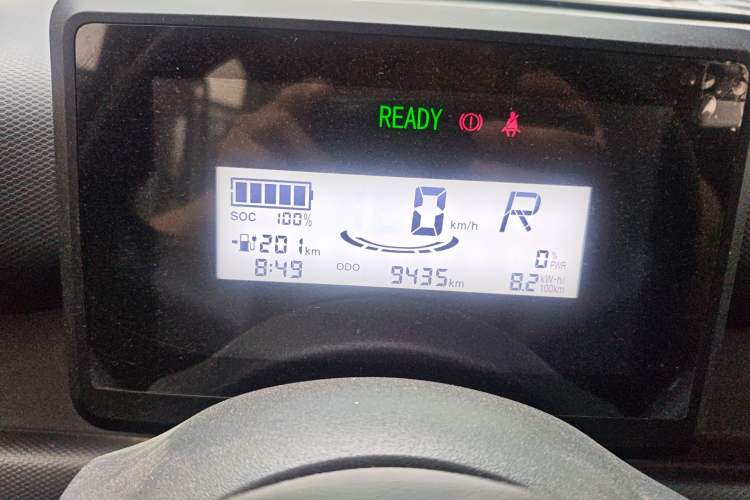 READY
SOC 100%
0 km/h
R
201 km
8:49
ODO 9435 km
0 % PWR
8.2 kW-h/100km